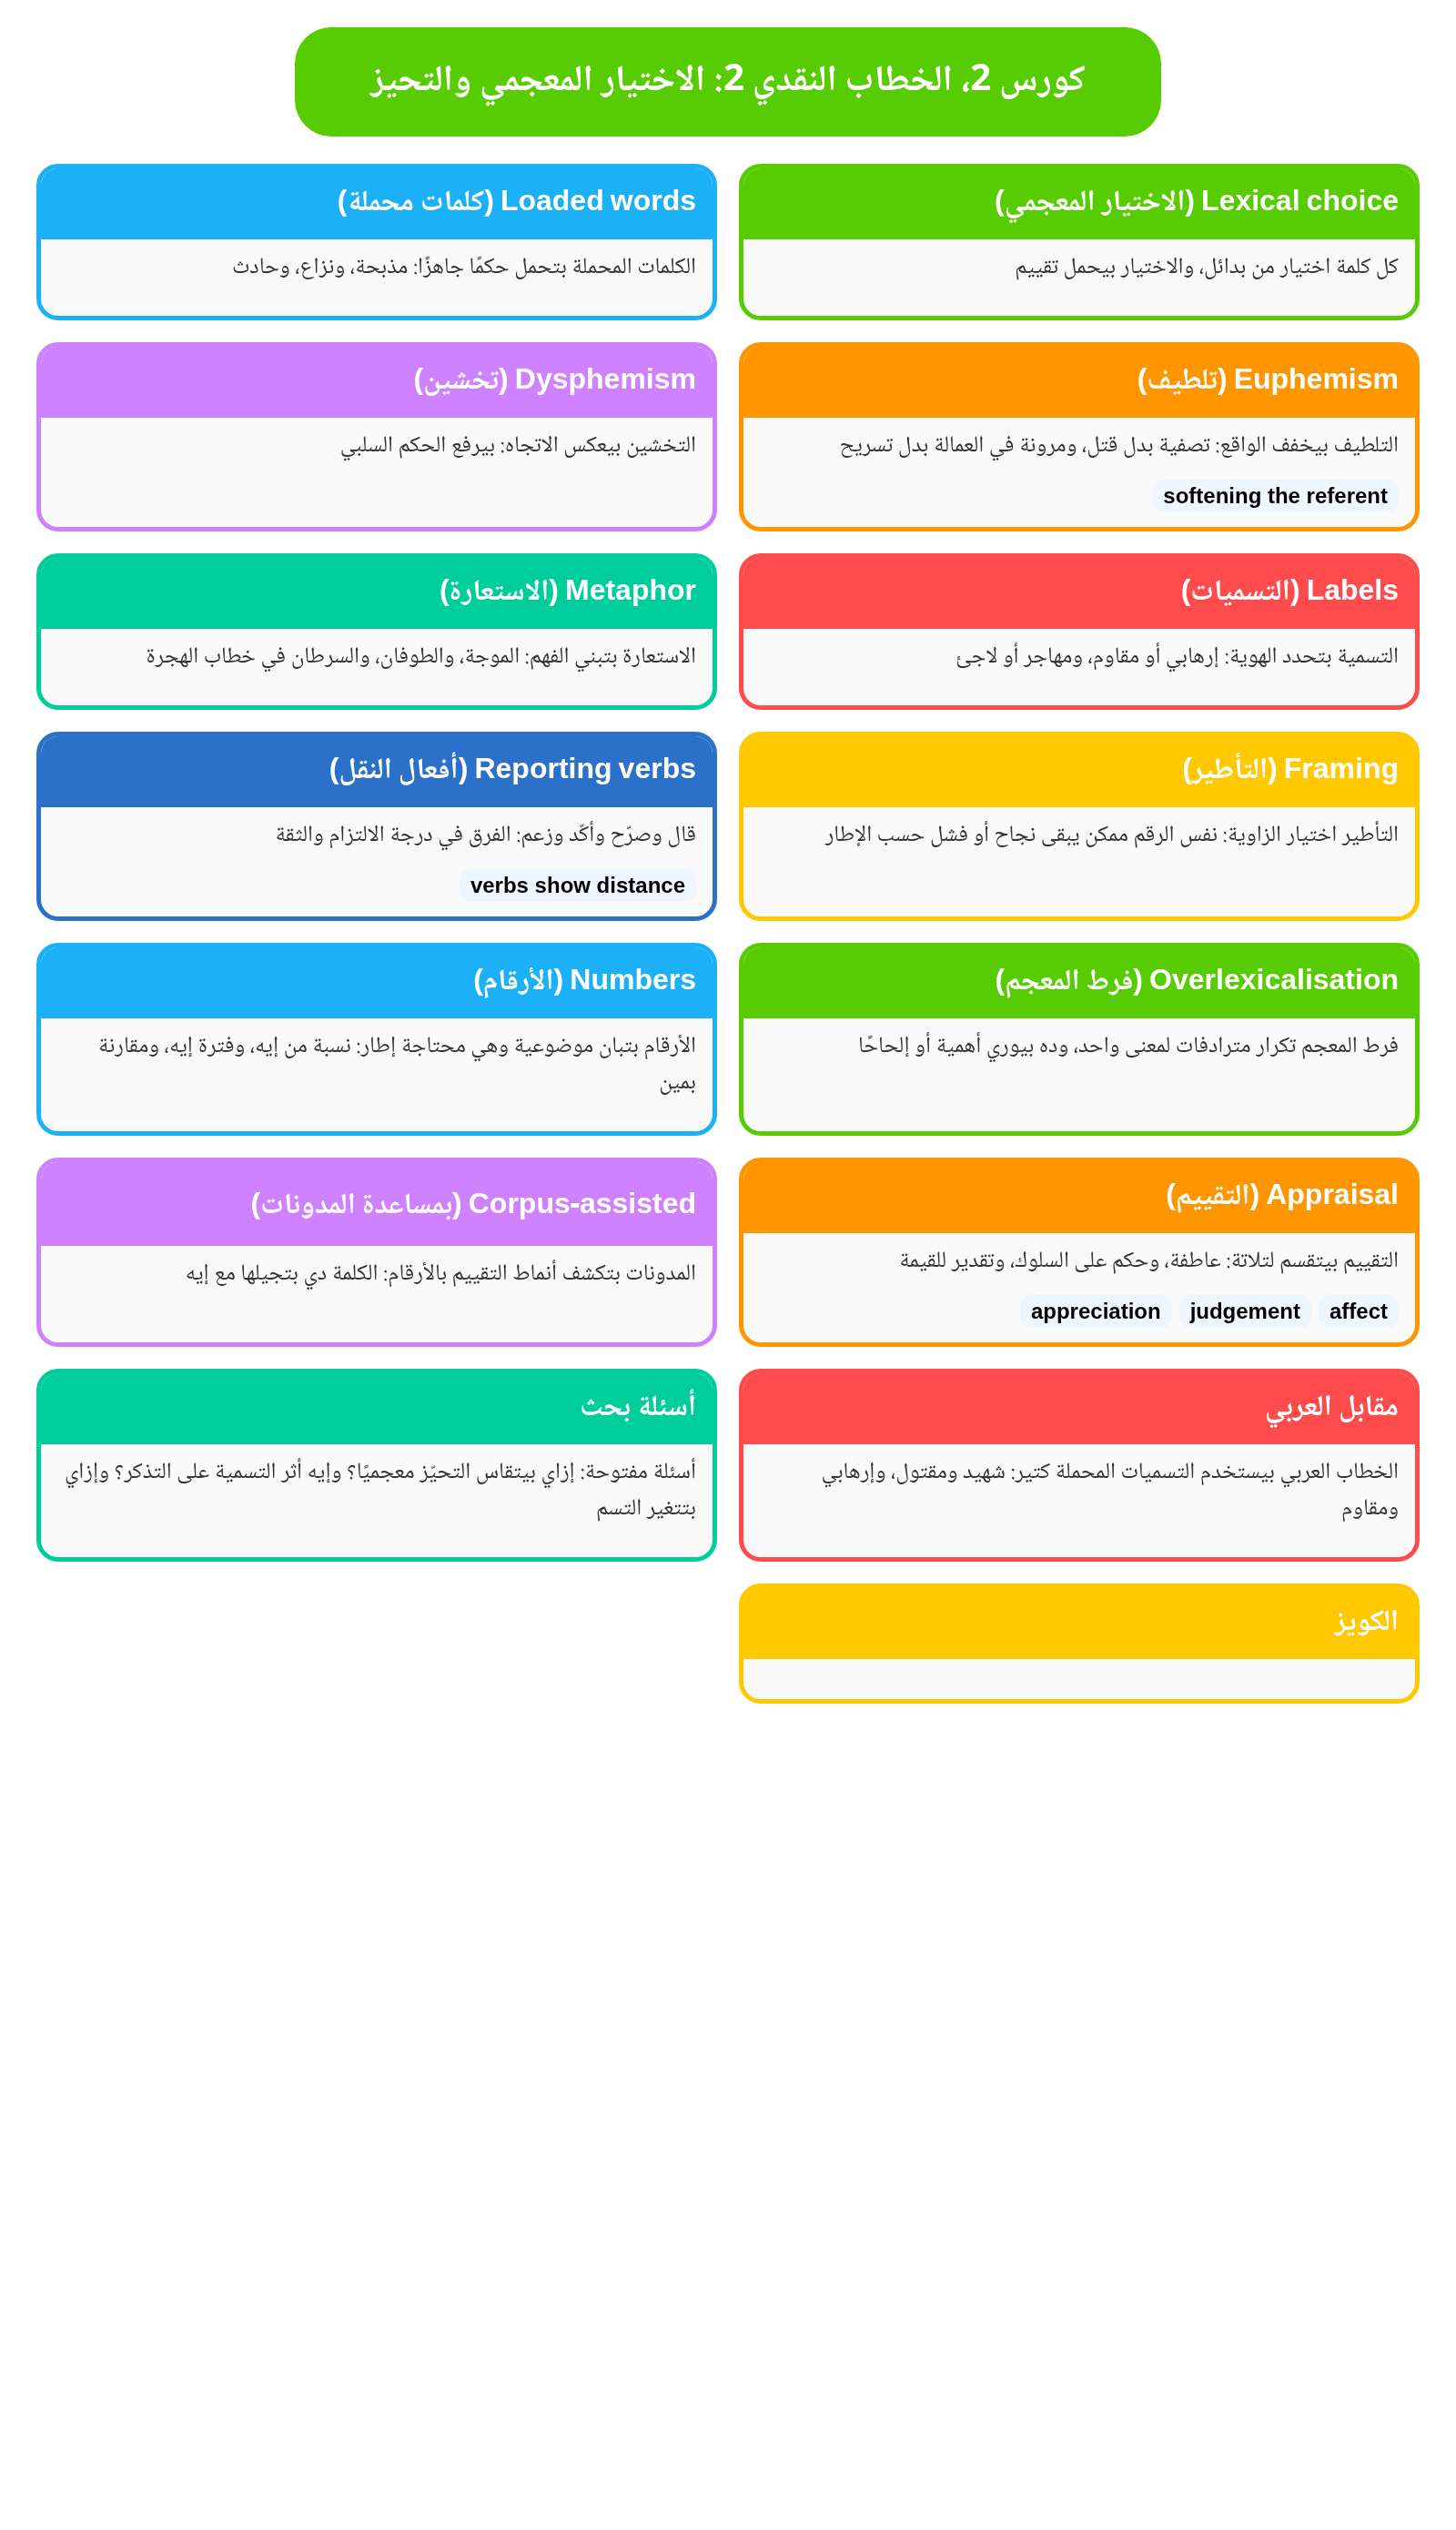 كورس 2، الخطاب النقدي 2: الاختيار المعجمي والتحيز
Lexical choice (الاختيار المعجمي)
كل كلمة اختيار من بدائل، والاختيار بيحمل تقييم
Loaded words (كلمات محملة)
الكلمات المحملة بتحمل حكمًا جاهزًا: مذبحة، ونزاع، وحادث
Euphemism (تلطيف)
التلطيف بيخفف الواقع: تصفية بدل قتل، ومرونة في العمالة بدل تسريح
softening the referent
Dysphemism (تخشين)
التخشين بيعكس الاتجاه: بيرفع الحكم السلبي
Labels (التسميات)
التسمية بتحدد الهوية: إرهابي أو مقاوم، ومهاجر أو لاجئ
Metaphor (الاستعارة)
الاستعارة بتبني الفهم: الموجة، والطوفان، والسرطان في خطاب الهجرة
Framing (التأطير)
التأطير اختيار الزاوية: نفس الرقم ممكن يبقى نجاح أو فشل حسب الإطار
Reporting verbs (أفعال النقل)
قال وصرّح وأكّد وزعم: الفرق في درجة الالتزام والثقة
verbs show distance
Overlexicalisation (فرط المعجم)
فرط المعجم تكرار مترادفات لمعنى واحد، وده بيوري أهمية أو إلحاحًا
Numbers (الأرقام)
الأرقام بتبان موضوعية وهي محتاجة إطار: نسبة من إيه، وفترة إيه، ومقارنة
بمين
Appraisal (التقييم)
التقييم بيتقسم لتلاتة: عاطفة، وحكم على السلوك، وتقدير للقيمة
affect judgement appreciation
Corpus-assisted (بمساعدة المدونات)
المدونات بتكشف أنماط التقييم بالأرقام: الكلمة دي بتجيلها مع إيه
مقابل العربي
الخطاب العربي بيستخدم التسميات المحملة كتير: شهيد ومقتول، وإرهابي
ومقاوم
أسئلة بحث
أسئلة مفتوحة: إزاي بيتقاس التحيّز معجميًا؟ وإيه أثر التسمية على التذكر؟ وإزاي
بتتغير التسم
الكويز